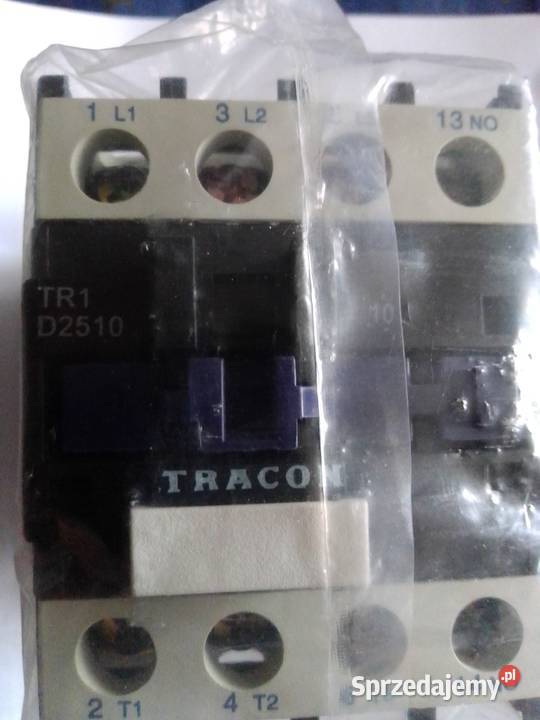 1 L1 3 L2 13 NO
TR1
D2510
10
TRACON
2 T1 4 T2
Sprzedajemy.pl